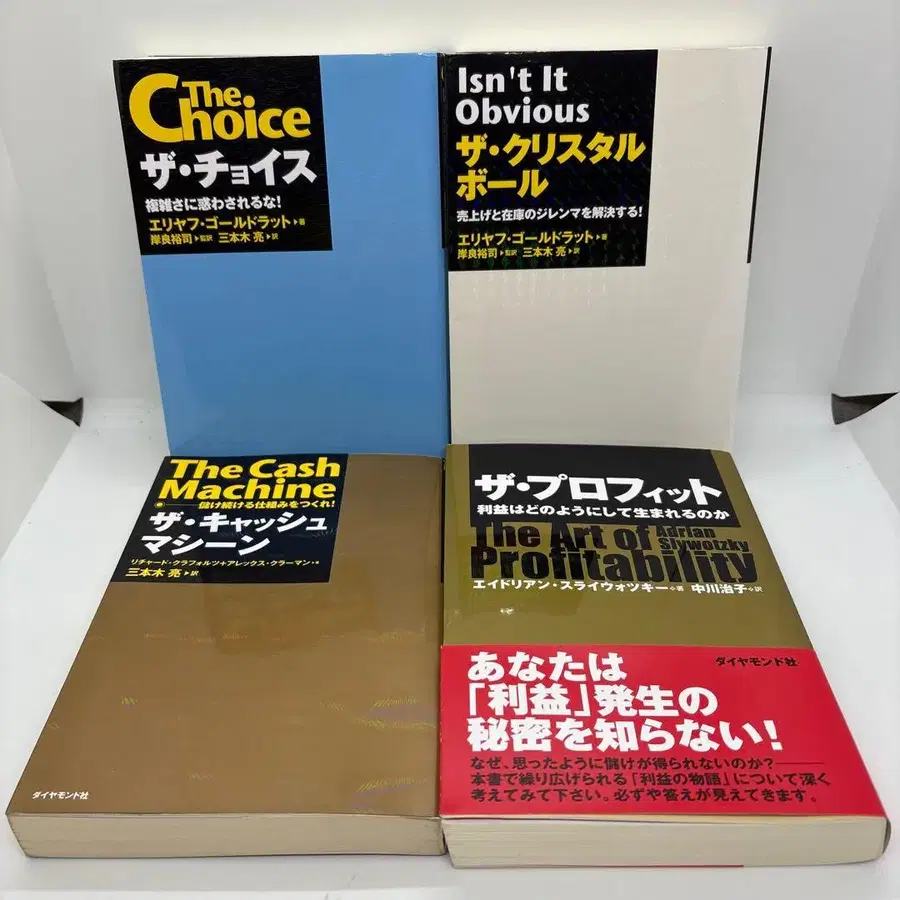 The
Choice
ザ・チョイス
複雑さに惑わされるな!
エリヤフ・ゴールドラット▶著
岸良裕司▶監訳 三本木 亮▶訳
Isn't It
Obvious
ザ・クリスタル
ボール
売上げと在庫のジレンマを解決する!
エリヤフ・ゴールドラット▶著
岸良裕司▶監訳 三本木 亮▶訳
The Cash
Machine
儲け続ける仕組みをつくれ!
ザ・キャッシュ
マシーン
リチャード・クラフォルツ+アレックス・クラーマン・著
三本木 亮▶訳
ダイヤモンド社
ザ・プロフィット
利益はどのようにして生まれるのか
The Art of
Profitability
Adrian
Slywotzky
エイドリアン・スライウォツキー◇著 中川治子◇訳
ダイヤモンド社
あなたは
「利益」発生の
秘密を知らない!
なぜ、思ったように儲けが得られないのか?――
本書で繰り広げられる「利益の物語」について深く
考えてみて下さい。必ずや答えが見えてきます。